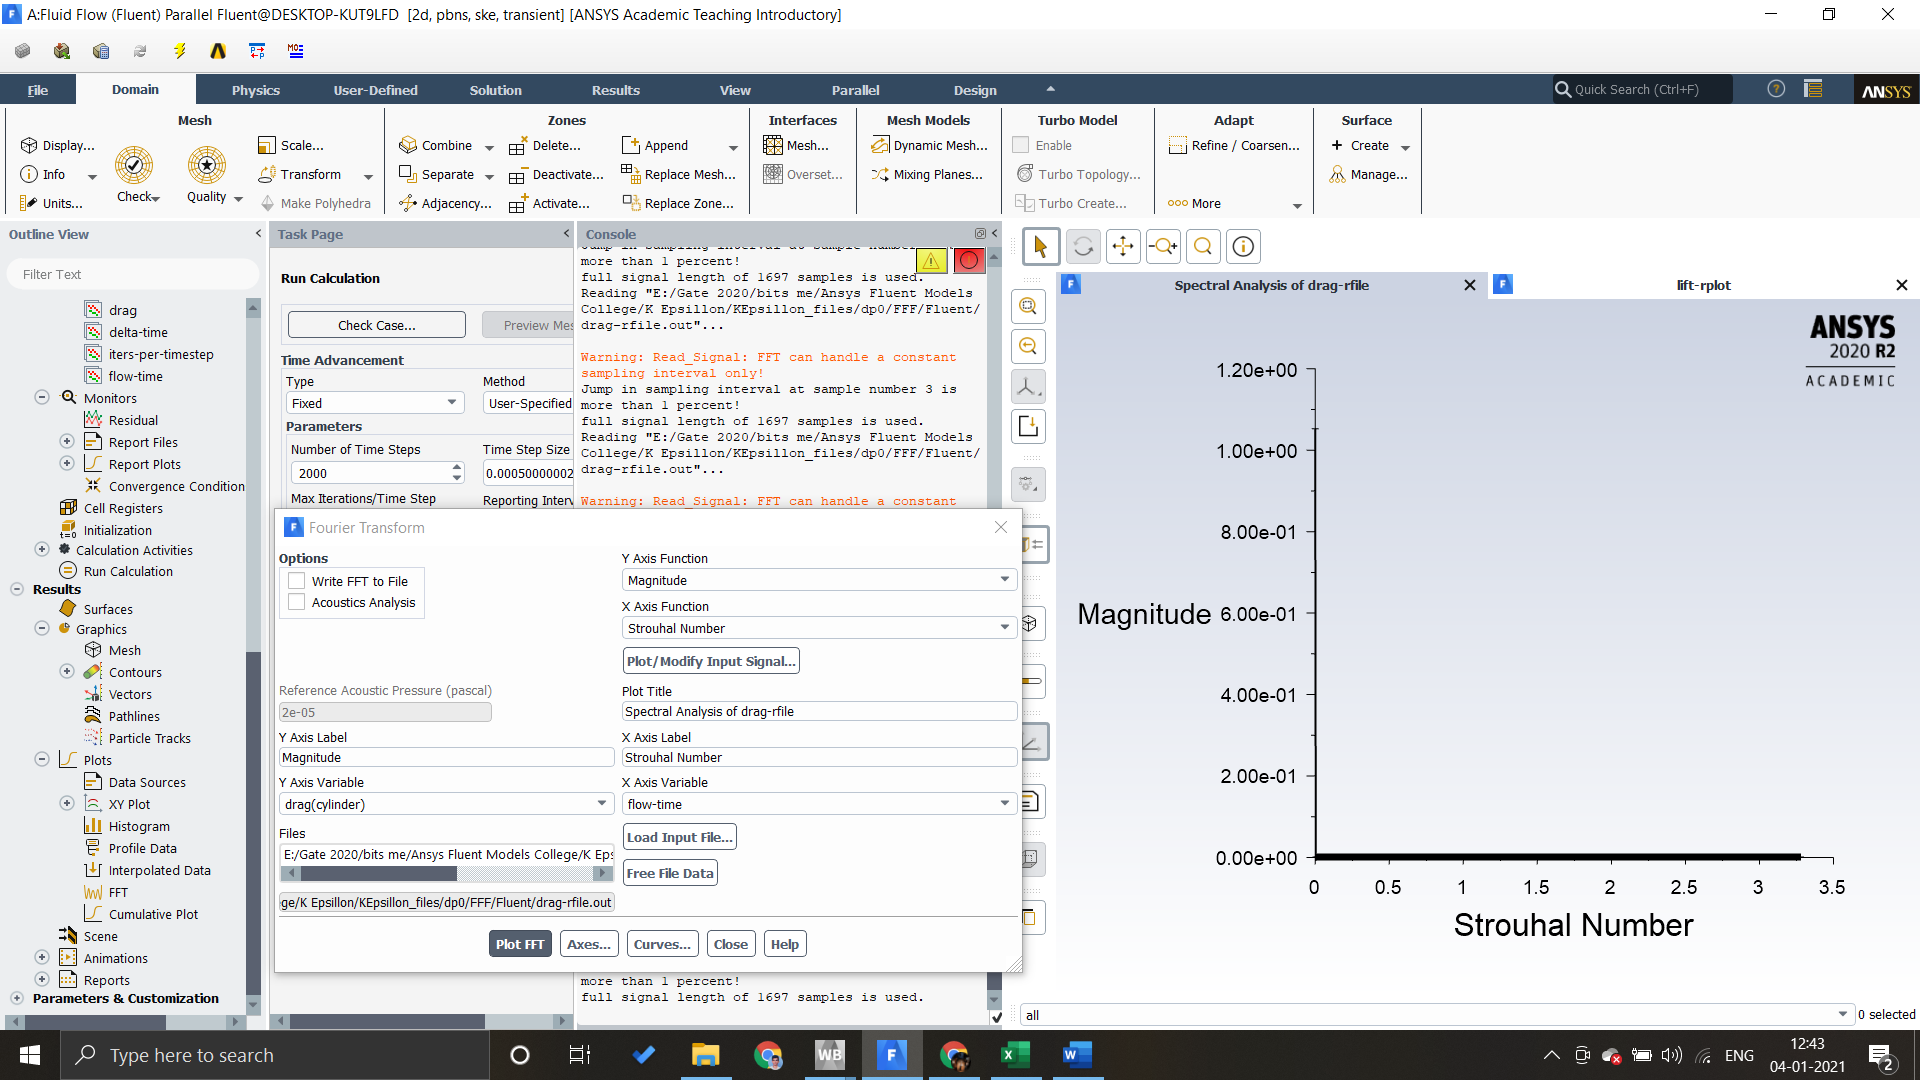 A:Fluid Flow (Fluent) Parallel Fluent@DESKTOP-KUT9LFD [2d, pbns, ske, transient] [ANSYS Academic Teaching Introductory]
File Domain Physics User-Defined Solution Results View Parallel Design Quick Search (Ctrl+F) ANSYS
Mesh Zones Interfaces Mesh Models Turbo Model Adapt Surface
Display... Scale... Combine Delete... Append Mesh... Dynamic Mesh... Enable Refine / Coarsen... Create
Info Transform Separate Deactivate... Replace Mesh... Overset... Mixing Planes... Turbo Topology... Manage...
Check Quality
Units... Make Polyhedra Adjacency... Activate... Replace Zone... Turbo Create... More
Outline View
Filter Text
drag
delta-time
iters-per-timestep
flow-time
Monitors
Residual
Report Files
Report Plots
Convergence Condition
Cell Registers
Initialization
Calculation Activities
Run Calculation
Results
Surfaces
Graphics
Mesh
Contours
Vectors
Pathlines
Particle Tracks
Plots
Data Sources
XY Plot
Histogram
Profile Data
Interpolated Data
FFT
Cumulative Plot
Scene
Animations
Reports
Parameters & Customization
Task Page
Run Calculation
Check Case... Preview Mes
Time Advancement
Type Method
Fixed User-Specified
Parameters
Number of Time Steps Time Step Size
2000 0.00050000002
Max Iterations/Time Step Reporting Interv
Console
Jump in sampling interval at sample number
more than 1 percent!
full signal length of 1697 samples is used.
Reading "E:/Gate 2020/bits me/Ansys Fluent Models
College/K Epsillon/KEpsillon_files/dp0/FFF/Fluent/
drag-rfile.out"...
Warning: Read_Signal: FFT can handle a constant
sampling interval only!
Jump in sampling interval at sample number 3 is
more than 1 percent!
full signal length of 1697 samples is used.
Reading "E:/Gate 2020/bits me/Ansys Fluent Models
College/K Epsillon/KEpsillon_files/dp0/FFF/Fluent/
drag-rfile.out"...
Warning: Read_Signal: FFT can handle a constant
more than 1 percent!
full signal length of 1697 samples is used.
Fourier Transform
Options
Write FFT to File
Acoustics Analysis
Y Axis Function
Magnitude
X Axis Function
Strouhal Number
Plot/Modify Input Signal...
Reference Acoustic Pressure (pascal)
2e-05
Plot Title
Spectral Analysis of drag-rfile
Y Axis Label
Magnitude
X Axis Label
Strouhal Number
Y Axis Variable
drag(cylinder)
X Axis Variable
flow-time
Files
E:/Gate 2020/bits me/Ansys Fluent Models College/K Eps
ge/K Epsillon/KEpsillon_files/dp0/FFF/Fluent/drag-rfile.out
Load Input File...
Free File Data
Plot FFT Axes... Curves... Close Help
Spectral Analysis of drag-rfile lift-rplot
ANSYS
2020 R2
ACADEMIC
1.20e+00
1.00e+00
8.00e-01
Magnitude 6.00e-01
4.00e-01
2.00e-01
0.00e+00
0 0.5 1 1.5 2 2.5 3 3.5
Strouhal Number
all 0 selected
Type here to search
ENG
12:43
04-01-2021
2